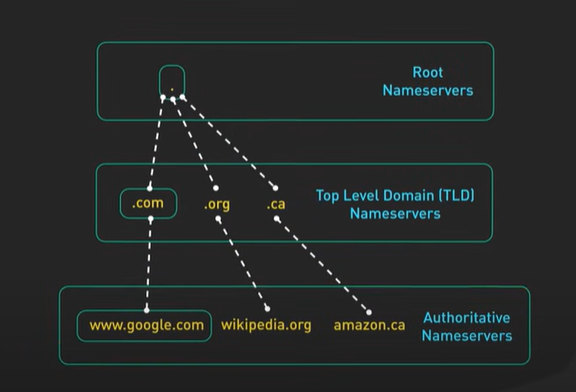 .
Root
Nameservers
.com .org .ca
Top Level Domain (TLD)
Nameservers
www.google.com wikipedia.org amazon.ca
Authoritative
Nameservers